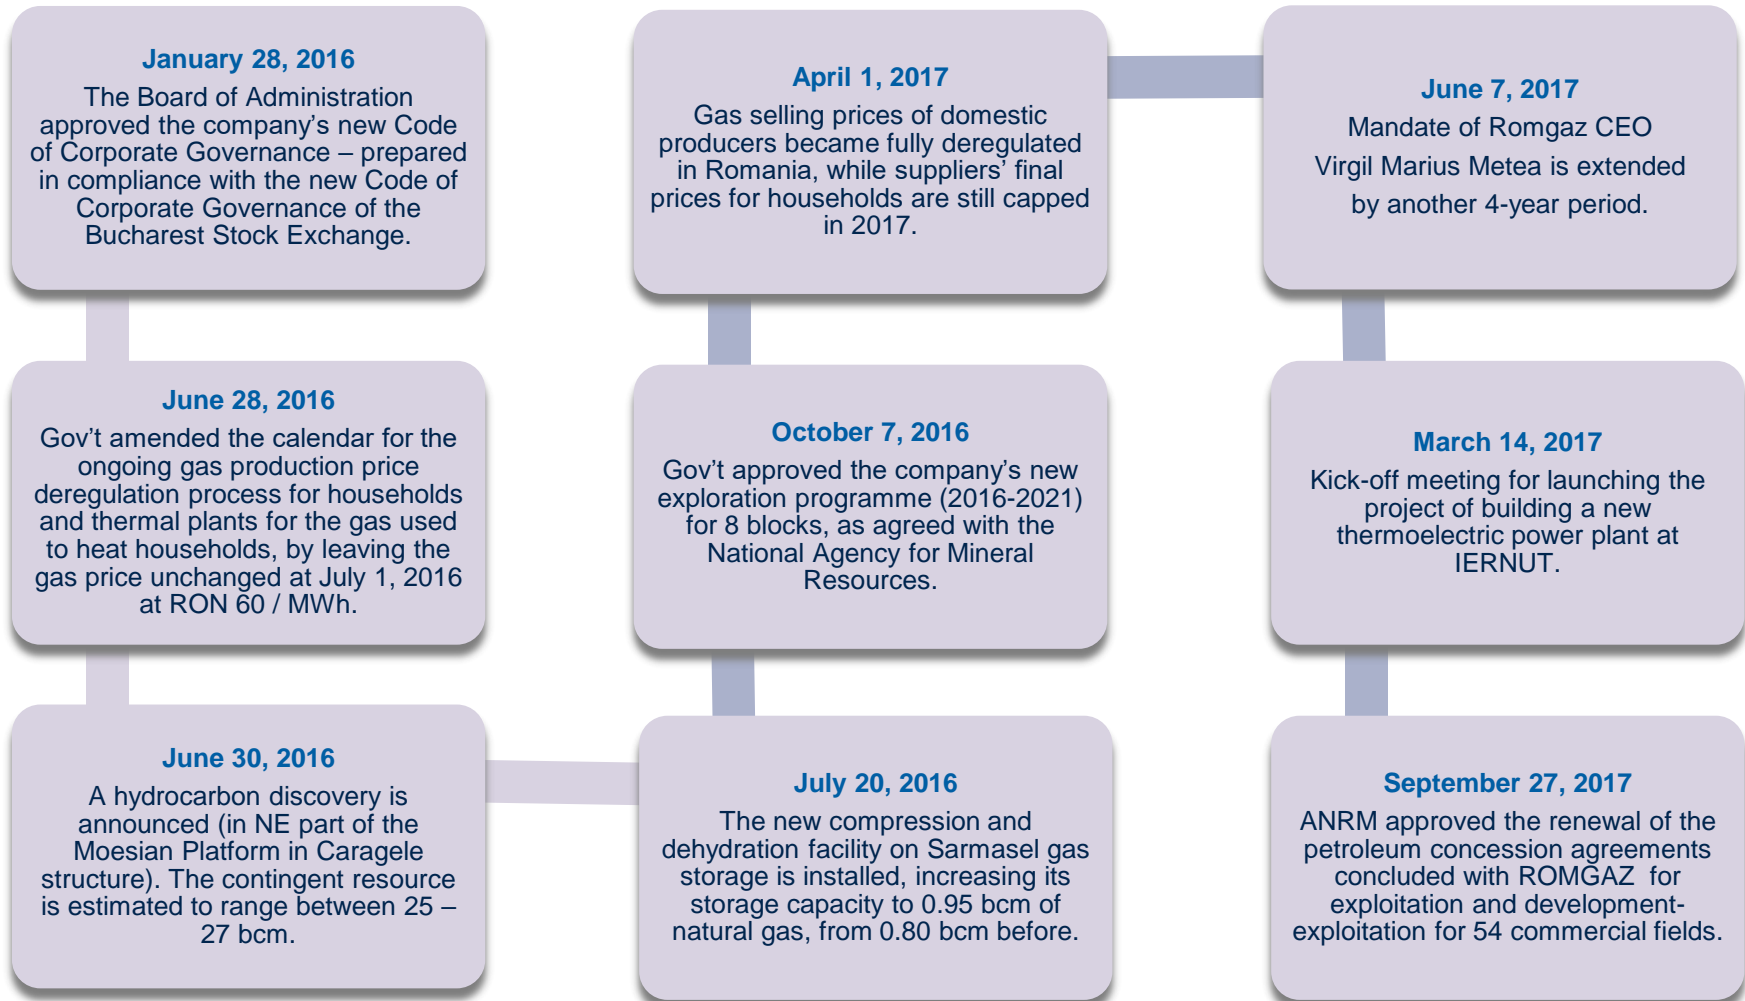 January 28, 2016
The Board of Administration
approved the company’s new Code
of Corporate Governance – prepared
in compliance with the new Code of
Corporate Governance of the
Bucharest Stock Exchange.
June 28, 2016
Gov’t amended the calendar for the
ongoing gas production price
deregulation process for households
and thermal plants for the gas used
to heat households, by leaving the
gas price unchanged at July 1, 2016
at RON 60 / MWh.
June 30, 2016
A hydrocarbon discovery is
announced (in NE part of the
Moesian Platform in Caragele
structure). The contingent resource
is estimated to range between 25 –
27 bcm.
July 20, 2016
The new compression and
dehydration facility on Sarmasel gas
storage is installed, increasing its
storage capacity to 0.95 bcm of
natural gas, from 0.80 bcm before.
October 7, 2016
Gov’t approved the company’s new
exploration programme (2016-2021)
for 8 blocks, as agreed with the
National Agency for Mineral
Resources.
April 1, 2017
Gas selling prices of domestic
producers became fully deregulated
in Romania, while suppliers’ final
prices for households are still capped
in 2017.
June 7, 2017
Mandate of Romgaz CEO
Virgil Marius Metea is extended
by another 4-year period.
March 14, 2017
Kick-off meeting for launching the
project of building a new
thermoelectric power plant at
IERNUT.
September 27, 2017
ANRM approved the renewal of the
petroleum concession agreements
concluded with ROMGAZ for
exploitation and development-
exploitation for 54 commercial fields.